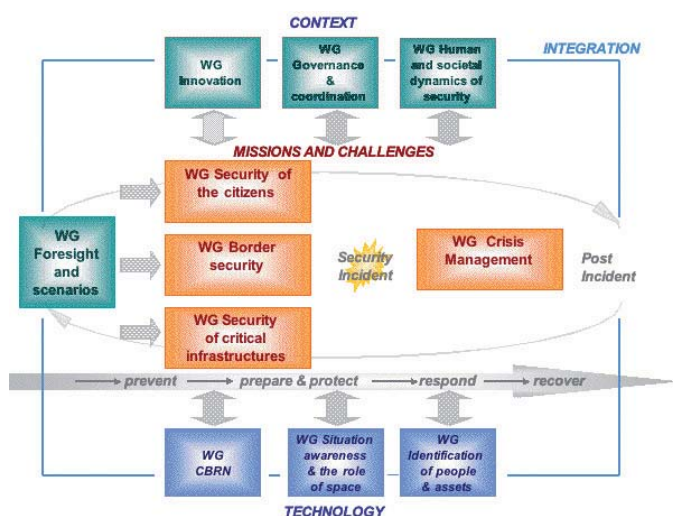 CONTEXT
INTEGRATION
WG
Innovation
WG
Governance
&
coordination
WG Human
and societal
dynamics of
security
MISSIONS AND CHALLENGES
WG Security of
the citizens
WG
Foresight
and
scenarios
WG Border
security
Security
Incident
WG Crisis
Management
Post
Incident
WG Security
of critical
infrastructures
prevent
prepare & protect
respond
recover
WG
CBRN
WG Situation
awareness
& the role
of space
WG
Identification
of people
& assets
TECHNOLOGY